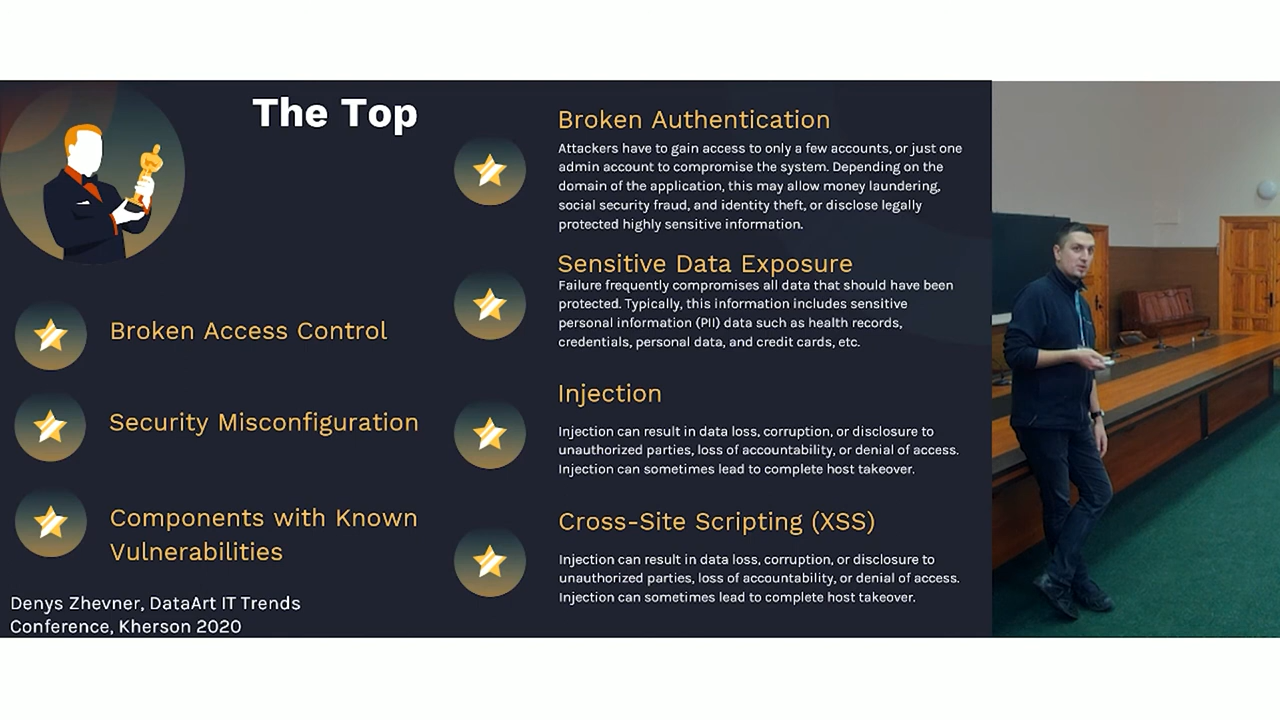 The Top
Broken Access Control
Security Misconfiguration
Components with Known
Vulnerabilities
Denys Zhevner, DataArt IT Trends
Conference, Kherson 2020
Broken Authentication
Attackers have to gain access to only a few accounts, or just one
admin account to compromise the system. Depending on the
domain of the application, this may allow money laundering,
social security fraud, and identity theft, or disclose legally
protected highly sensitive information.
Sensitive Data Exposure
Failure frequently compromises all data that should have been
protected. Typically, this information includes sensitive
personal information (PII) data such as health records,
credentials, personal data, and credit cards, etc.
Injection
Injection can result in data loss, corruption, or disclosure to
unauthorized parties, loss of accountability, or denial of access.
Injection can sometimes lead to complete host takeover.
Cross-Site Scripting (XSS)
Injection can result in data loss, corruption, or disclosure to
unauthorized parties, loss of accountability, or denial of access.
Injection can sometimes lead to complete host takeover.